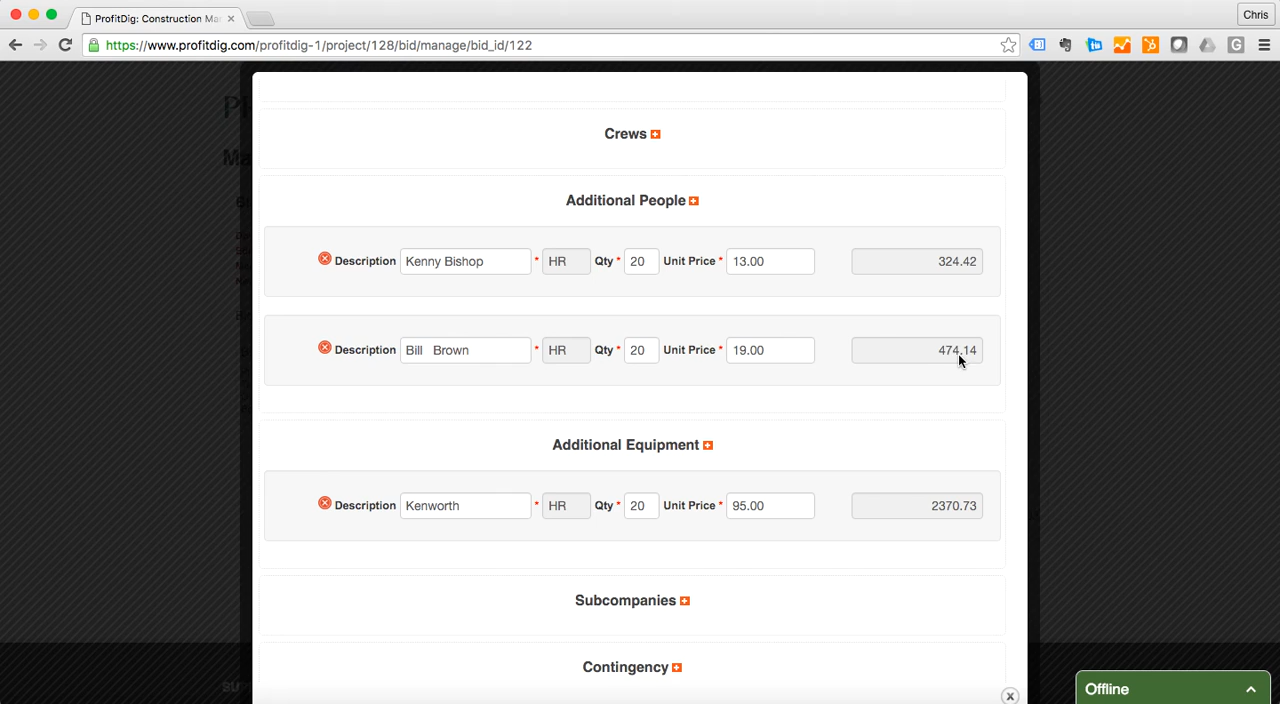 ProfitDig: Construction Ma
Chris
https://www.profitdig.com/profitdig-1/project/128/bid/manage/bid_id/122
Crews
Additional People
Description Kenny Bishop * HR Qty * 20 Unit Price * 13.00 324.42
Description Bill Brown * HR Qty * 20 Unit Price * 19.00 474.14
Additional Equipment
Description Kenworth * HR Qty * 20 Unit Price * 95.00 2370.73
Subcompanies
Contingency
Offline